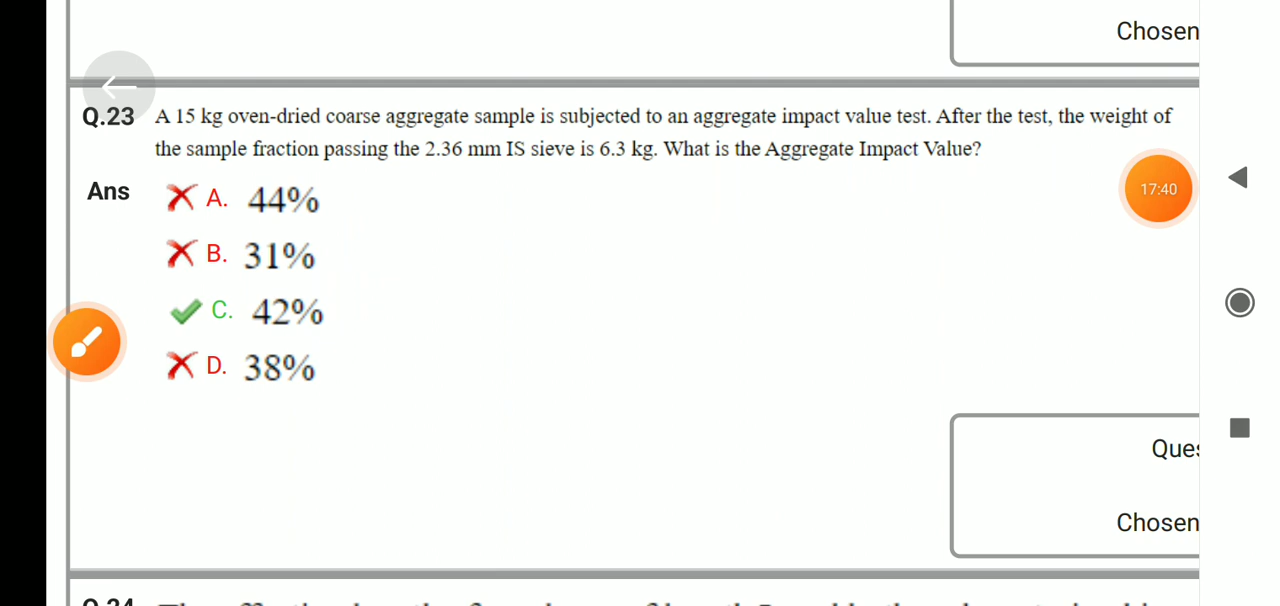 Chosen
Q.23 A 15 kg oven-dried coarse aggregate sample is subjected to an aggregate impact value test. After the test, the weight of
the sample fraction passing the 2.36 mm IS sieve is 6.3 kg. What is the Aggregate Impact Value?
17:40
Ans A. 44%
B. 31%
C. 42%
D. 38%
Ques
Chosen